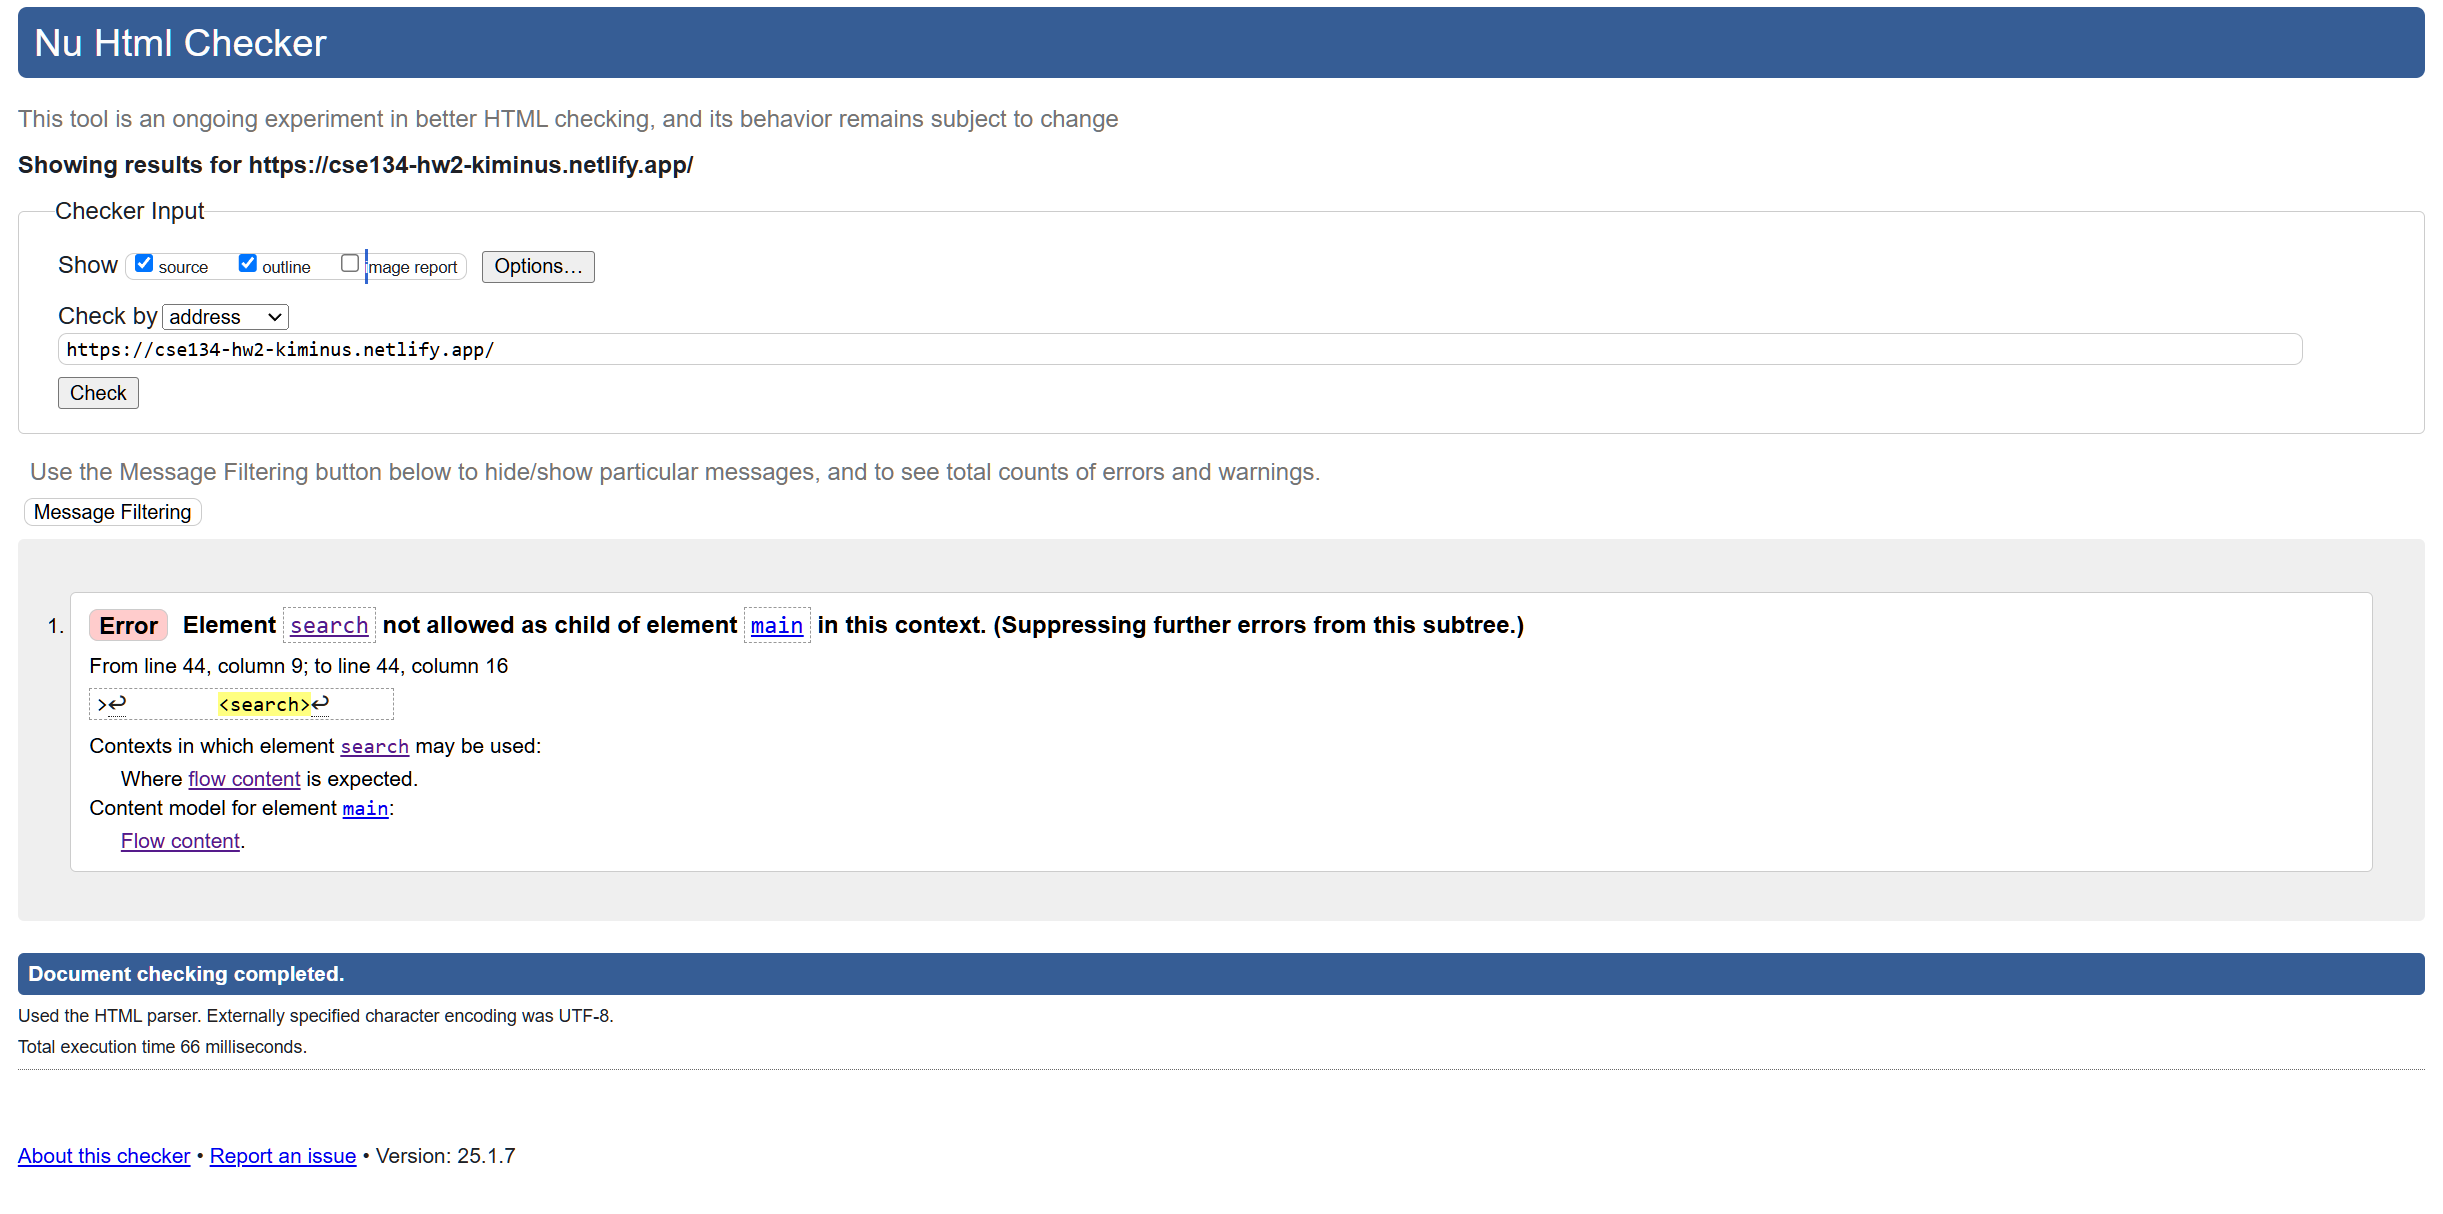 Nu Html Checker
This tool is an ongoing experiment in better HTML checking, and its behavior remains subject to change
Showing results for https://cse134-hw2-kiminus.netlify.app/
Checker Input
Show source outline image report Options...
Check by address
https://cse134-hw2-kiminus.netlify.app/
Check
Use the Message Filtering button below to hide/show particular messages, and to see total counts of errors and warnings.
Message Filtering
1. Error Element search not allowed as child of element main in this context. (Suppressing further errors from this subtree.)
From line 44, column 9; to line 44, column 16
>↩ <search>↩
Contexts in which element search may be used:
Where flow content is expected.
Content model for element main:
Flow content.
Document checking completed.
Used the HTML parser. Externally specified character encoding was UTF-8.
Total execution time 66 milliseconds.
About this checker • Report an issue • Version: 25.1.7